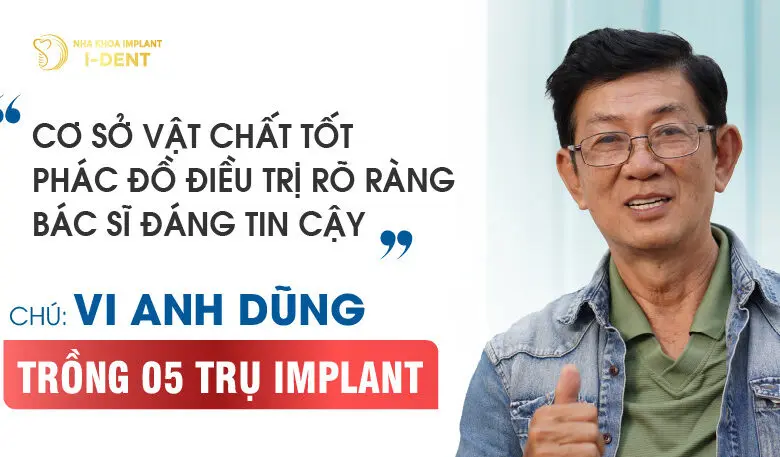 NHA KHOA IMPLANT
I-DENT
“
CƠ SỞ VẬT CHẤT TỐT
PHÁC ĐỒ ĐIỀU TRỊ RÕ RÀNG
BÁC SĨ ĐÁNG TIN CẬY ”
CHÚ: VI ANH DŨNG
TRỒNG 05 TRỤ IMPLANT